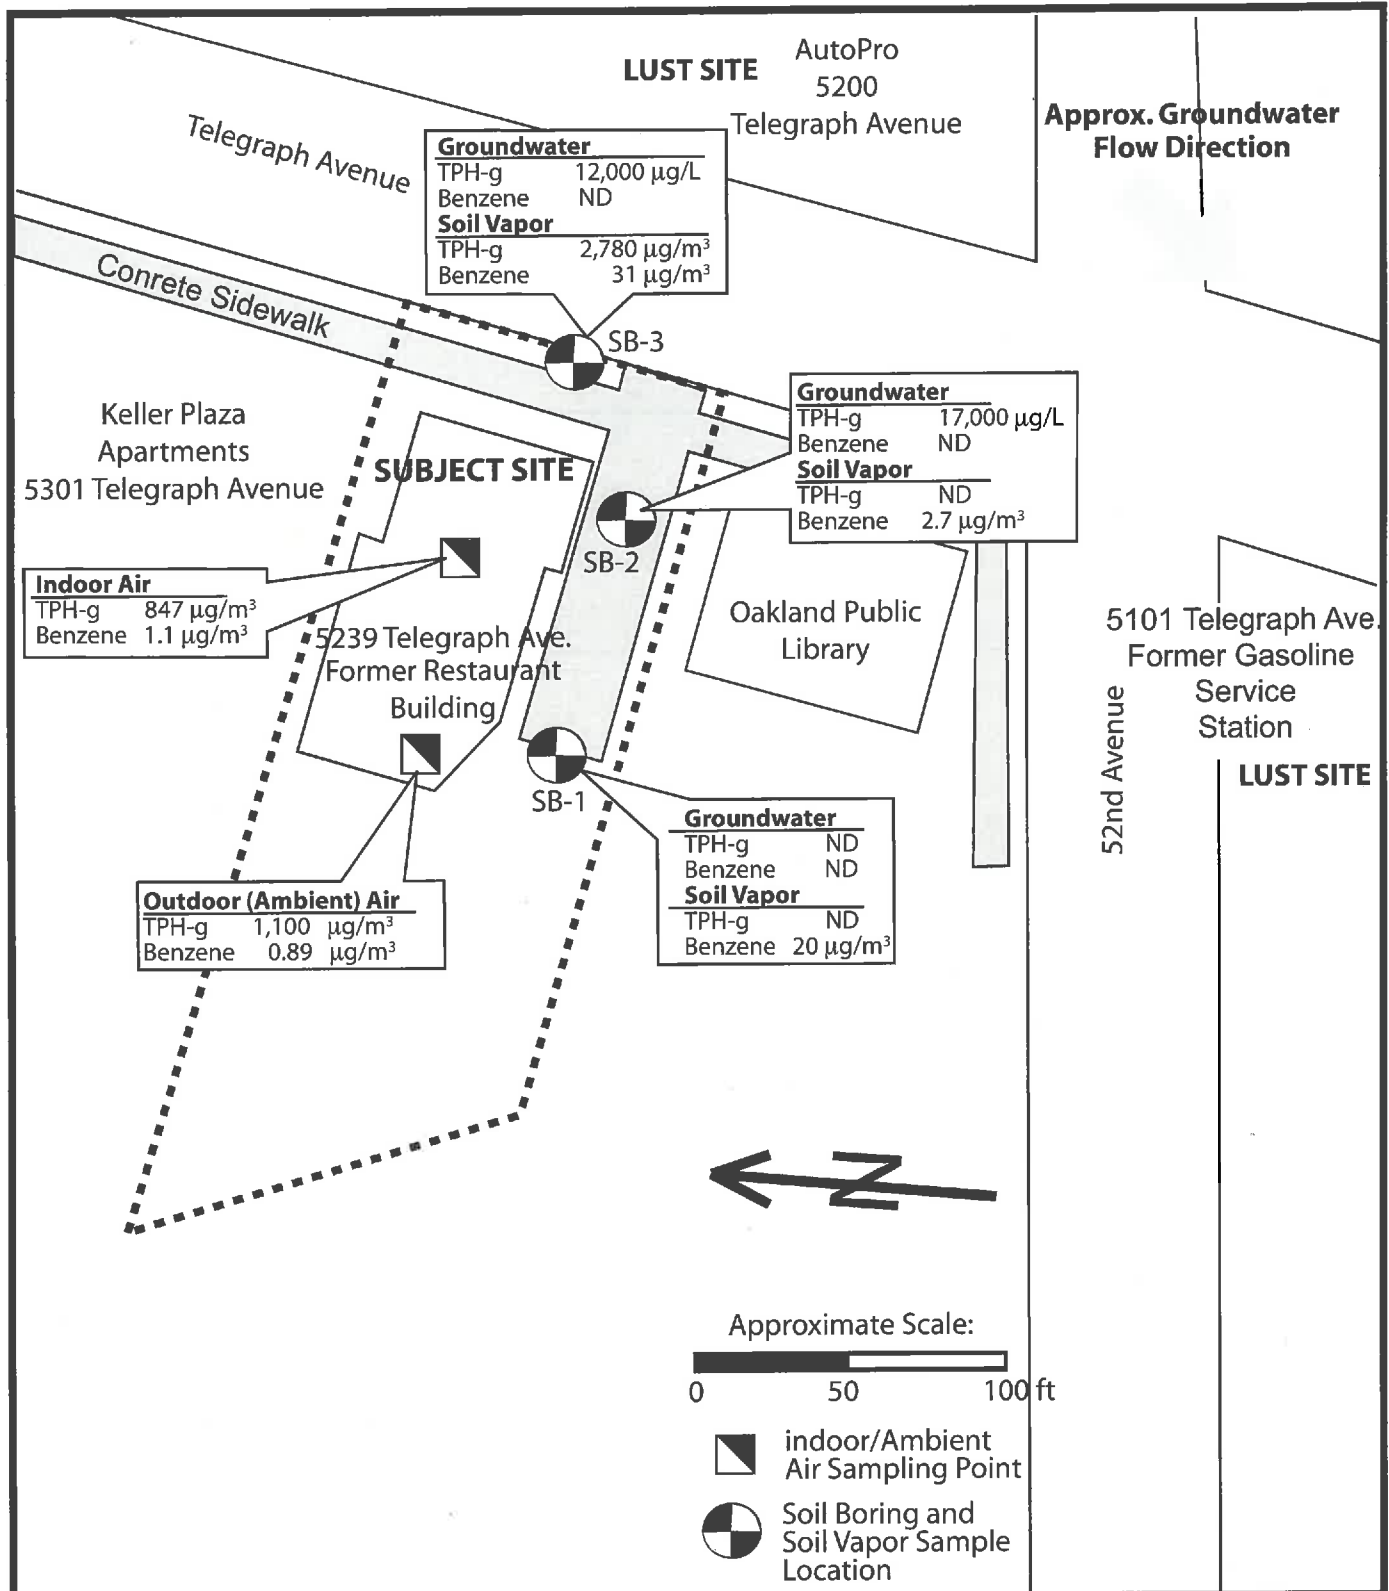 LUST SITE
AutoPro
5200
Telegraph Avenue
Approx. Groundwater
Flow Direction
Telegraph Avenue
Groundwater
TPH-g 12,000 µg/L
Benzene ND
Soil Vapor
TPH-g 2,780 µg/m³
Benzene 31 µg/m³
Conrete Sidewalk
SB-3
Keller Plaza
Apartments
5301 Telegraph Avenue
SUBJECT SITE
Groundwater
TPH-g 17,000 µg/L
Benzene ND
Soil Vapor
TPH-g ND
Benzene 2.7 µg/m³
SB-2
Indoor Air
TPH-g 847 µg/m³
Benzene 1.1 µg/m³
5239 Telegraph Ave.
Former Restaurant
Building
Oakland Public
Library
5101 Telegraph Ave.
Former Gasoline
Service
Station
LUST SITE
52nd Avenue
SB-1
Groundwater
TPH-g ND
Benzene ND
Soil Vapor
TPH-g ND
Benzene 20 µg/m³
Outdoor (Ambient) Air
TPH-g 1,100 µg/m³
Benzene 0.89 µg/m³
N
Approximate Scale:
0 50 100 ft
indoor/Ambient
Air Sampling Point
Soil Boring and
Soil Vapor Sample
Location